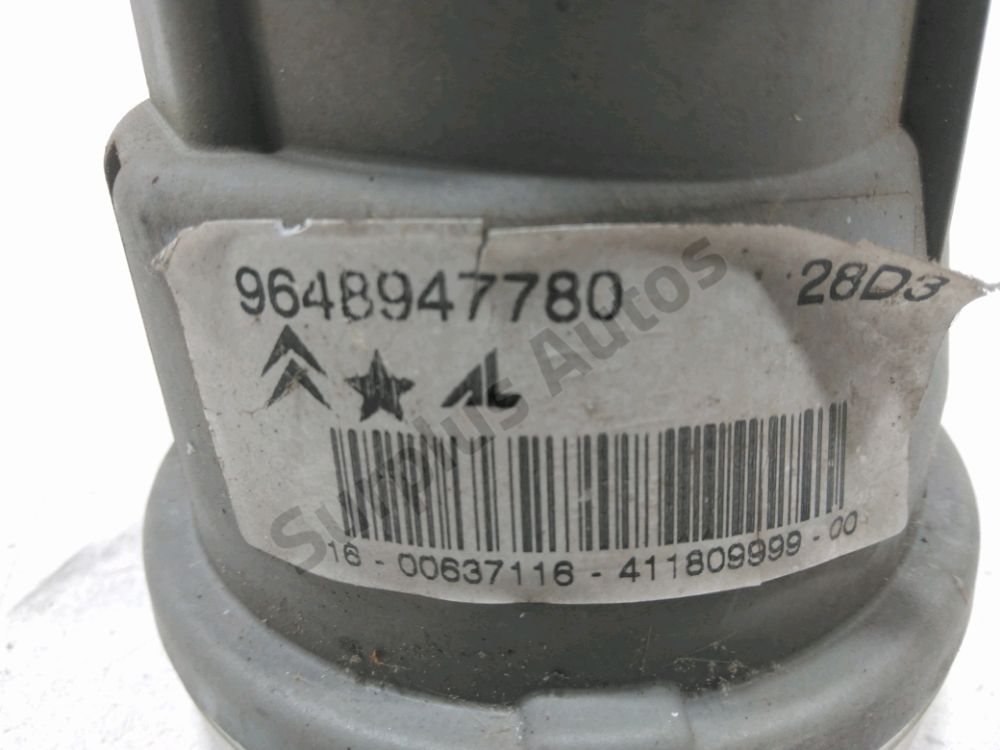 9648947780 28D3
AL
16 - 00637116 - 411809999 - 00
Surplus Autos